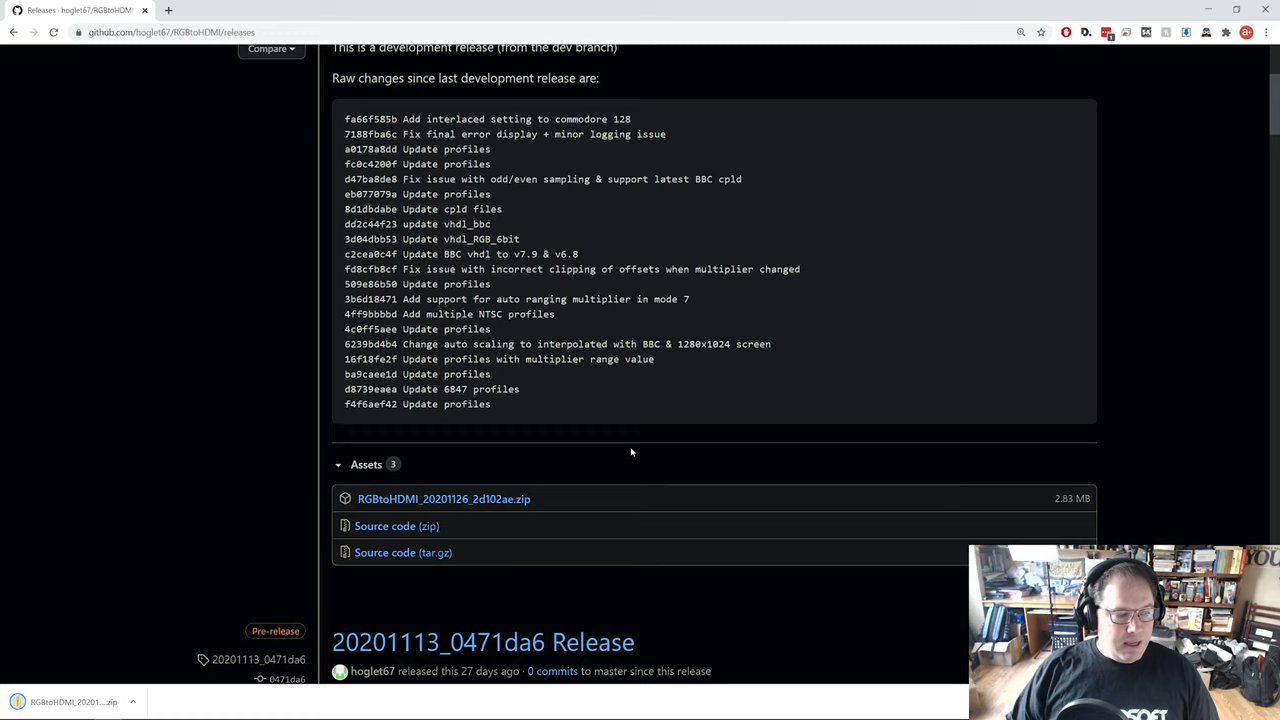 Releases · hoglet67/RGBtoHDMI
github.com/hoglet67/RGBtoHDMI/releases
Compare
This is a development release (from the dev branch)
Raw changes since last development release are:
fa66f585b Add interlaced setting to commodore 128
7188fba6c Fix final error display + minor logging issue
a0178a8dd Update profiles
fc0c4200f Update profiles
d47ba8de8 Fix issue with odd/even sampling & support latest BBC cpld
eb077079a Update profiles
8d1dbdabe Update cpld files
dd2c44f23 update vhdl_bbc
3d04dbb53 Update vhdl_RGB_6bit
c2cea0c4f Update BBC vhdl to v7.9 & v6.8
fd8cfb8cf Fix issue with incorrect clipping of offsets when multiplier changed
509e86b50 Update profiles
3b6d18471 Add support for auto ranging multiplier in mode 7
4ff9bbbbd Add multiple NTSC profiles
4c0ff5aee Update profiles
6239bd4b4 Change auto scaling to interpolated with BBC & 1280x1024 screen
16f18fe2f Update profiles with multiplier range value
ba9caee1d Update profiles
d8739eaea Update 6847 profiles
f4f6aef42 Update profiles
Assets 3
RGBtoHDMI_20201126_2d102ae.zip 2.83 MB
Source code (zip)
Source code (tar.gz)
Pre-release
20201113_0471da6 Release
20201113_0471da6
hoglet67 released this 27 days ago · 0 commits to master since this release
0471da6
RGBtoHDMI_20201....zip